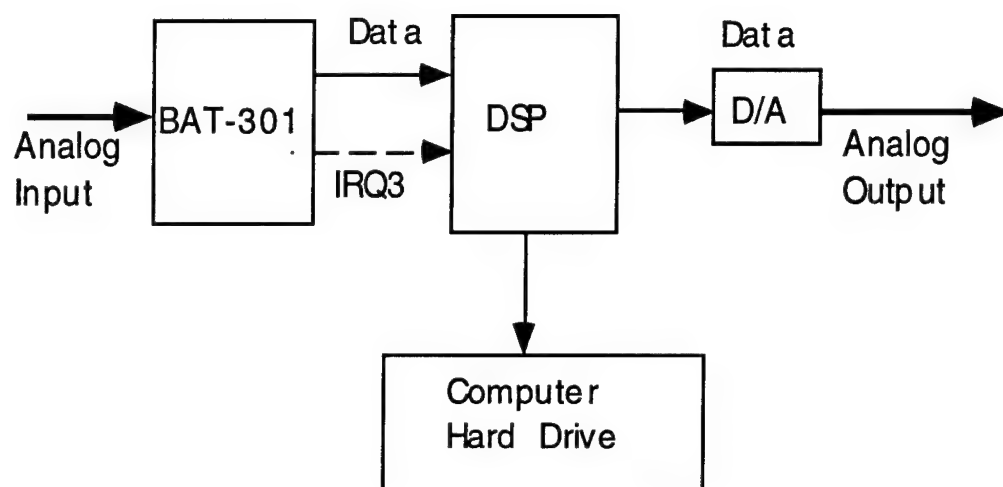 Data
Data
BAT-301
DSP
D/A
Analog
Input
IRQ3
Analog
Output
Computer
Hard Drive